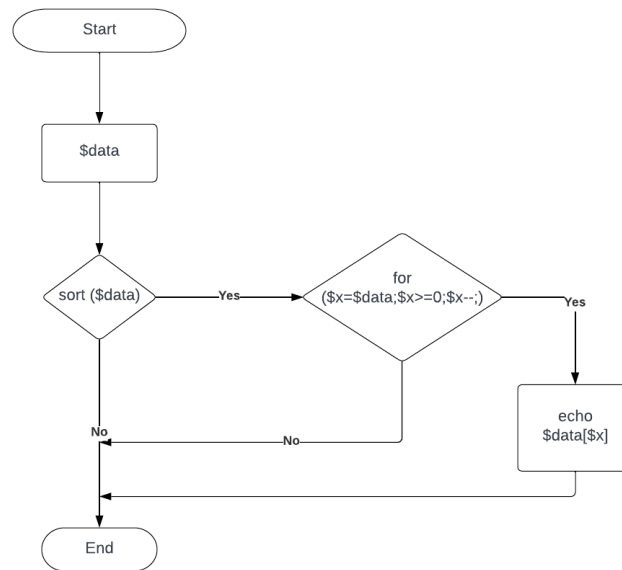 Start
$data
sort ($data)
Yes
for
($x=$data;$x>=0;$x--;)
Yes
echo
$data[$x]
No
No
End